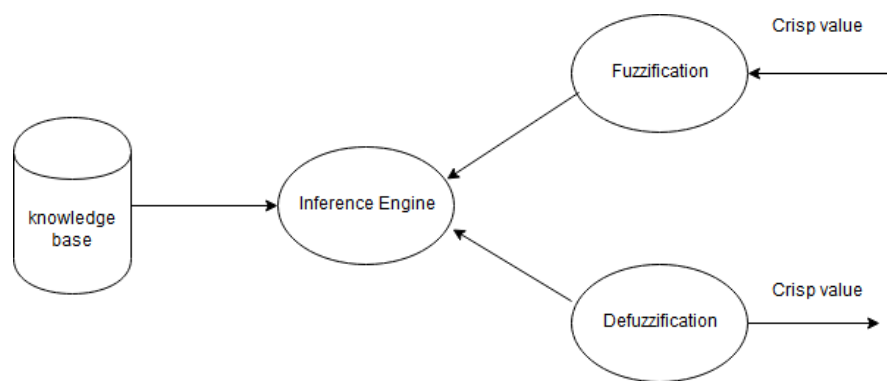 Crisp value
Fuzzification
Inference Engine
knowledge
base
Crisp value
Defuzzification